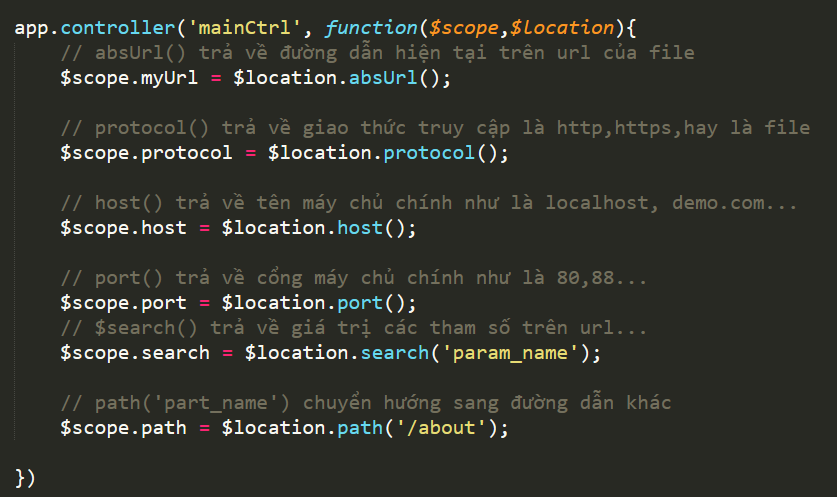 app.controller('mainCtrl', function($scope,$location){
// absUrl() trả về đường dẫn hiện tại trên url của file
$scope.myUrl = $location.absUrl();
// protocol() trả về giao thức truy cập là http,https,hay là file
$scope.protocol = $location.protocol();
// host() trả về tên máy chủ chính như là localhost, demo.com...
$scope.host = $location.host();
// port() trả về cổng máy chủ chính như là 80,88...
$scope.port = $location.port();
// $search() trả về giá trị các tham số trên url...
$scope.search = $location.search('param_name');
// path('part_name') chuyển hướng sang đường dẫn khác
$scope.path = $location.path('/about');
})